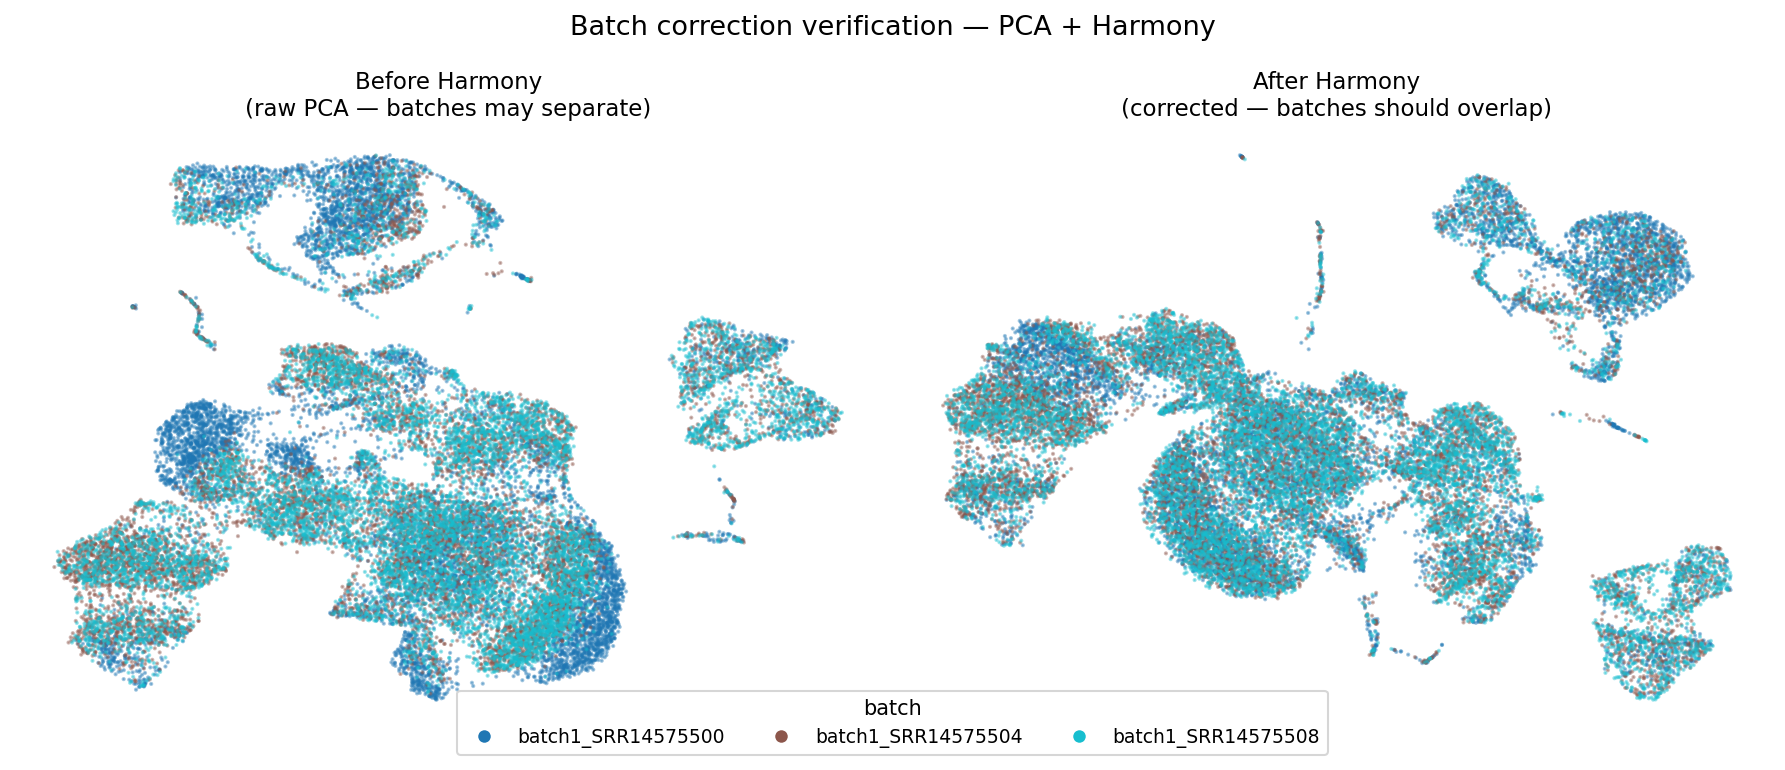 Batch correction verification — PCA + Harmony
Before Harmony
(raw PCA — batches may separate)
After Harmony
(corrected — batches should overlap)
batch
batch1_SRR14575500
batch1_SRR14575504
batch1_SRR14575508